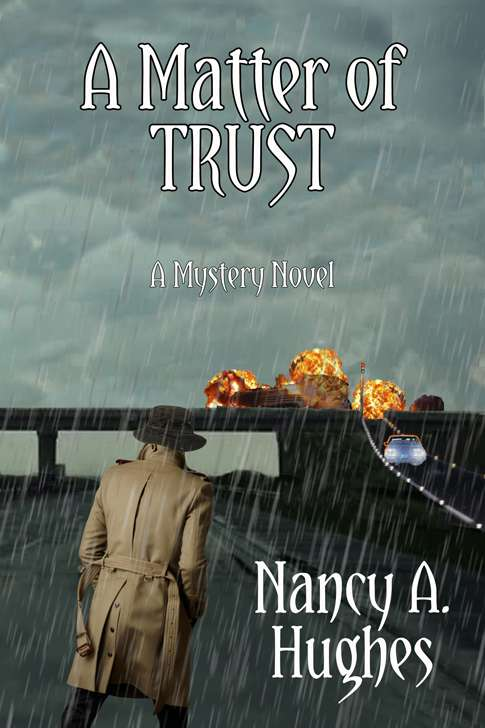 A Matter of
TRUST
A Mystery Novel
Nancy A.
Hughes